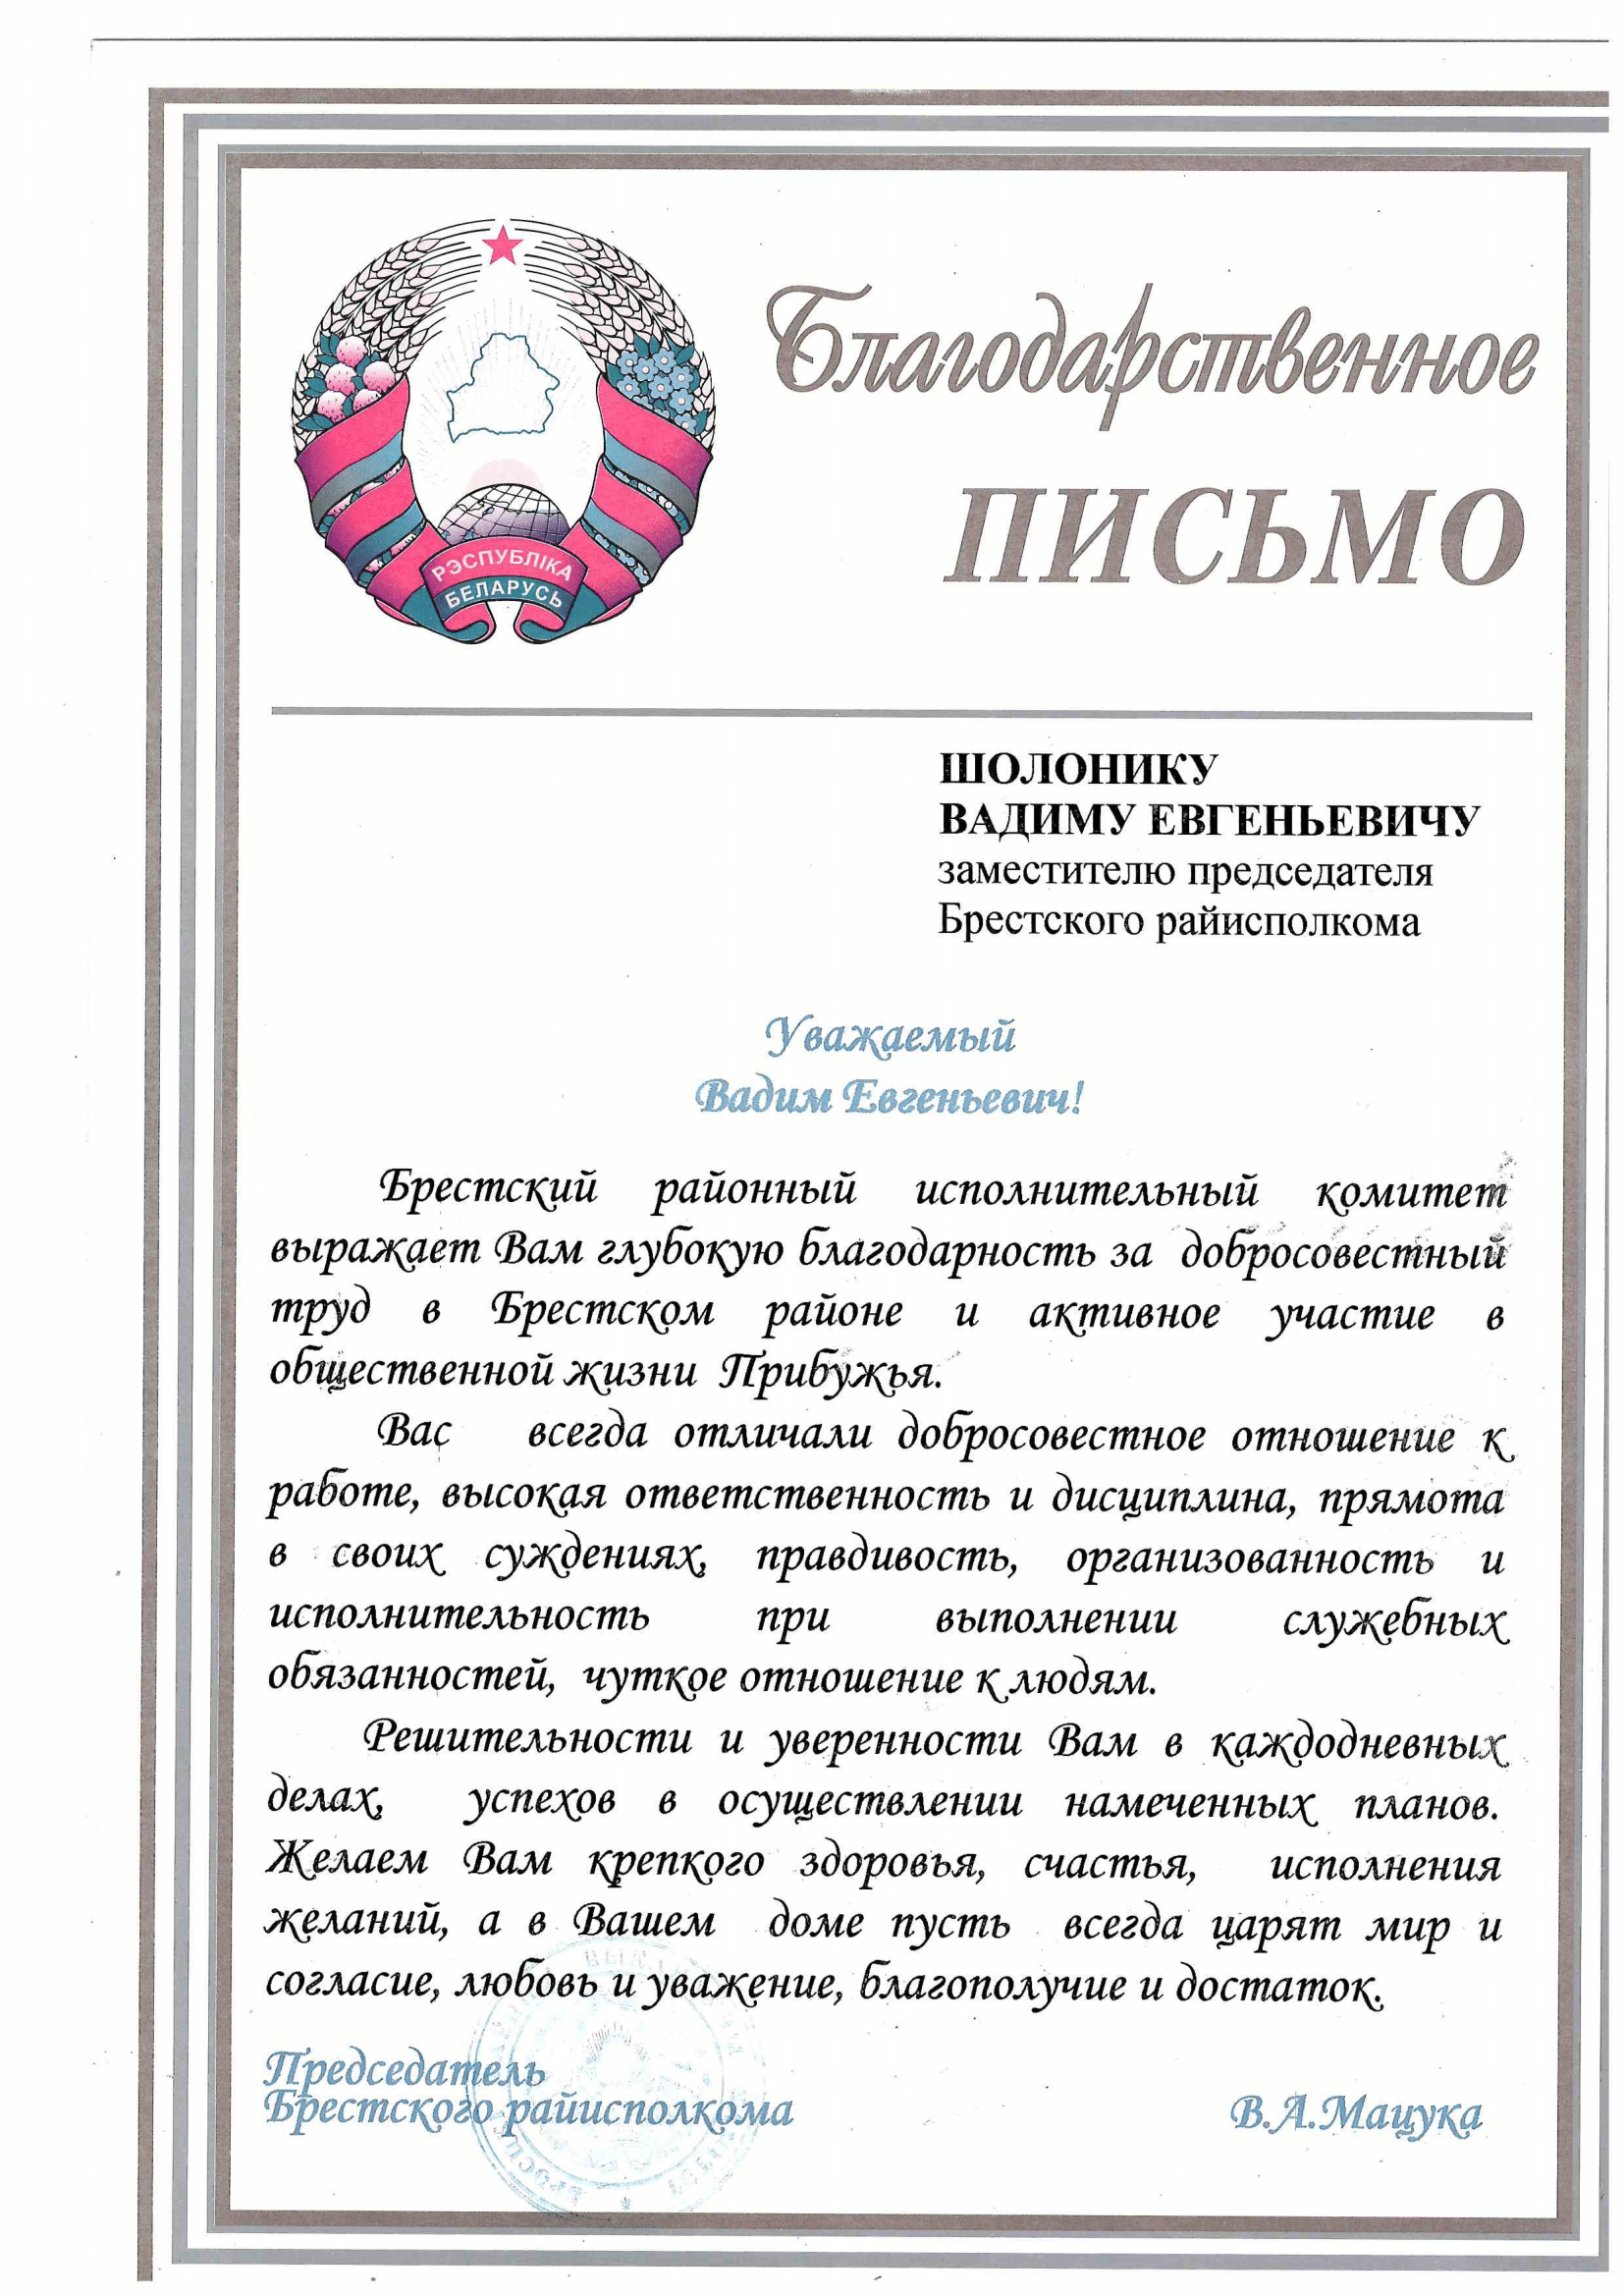 Благодарственное
ПИСЬМО
РЭСПУБЛІКА
БЕЛАРУСЬ
ШОЛОНИКУ
ВАДИМУ ЕВГЕНЬЕВИЧУ
заместителю председателя
Брестского райисполкома
Уважаемый
Вадим Евгеньевич!
Брестский районный исполнительный комитет
выражает Вам глубокую благодарность за добросовестный
труд в Брестском районе и активное участие в
общественной жизни Прибужья.
Вас всегда отличали добросовестное отношение к
работе, высокая ответственность и дисциплина, прямота
в своих суждениях, правдивость, организованность и
исполнительность при выполнении служебных
обязанностей, чуткое отношение к людям.
Решительности и уверенности Вам в каждодневных
делах, успехов в осуществлении намеченных планов.
Желаем Вам крепкого здоровья, счастья, исполнения
желаний, а в Вашем доме пусть всегда царят мир и
согласие, любовь и уважение, благополучие и достаток.
Председатель
Брестского райисполкома
В.А.Мацука